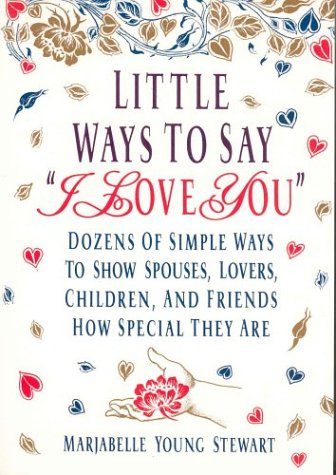 LITTLE
WAYS TO SAY
"I LOVE YOU"
DOZENS OF SIMPLE WAYS
TO SHOW SPOUSES, LOVERS,
CHILDREN, AND FRIENDS
HOW SPECIAL THEY ARE
MARJABELLE YOUNG STEWART